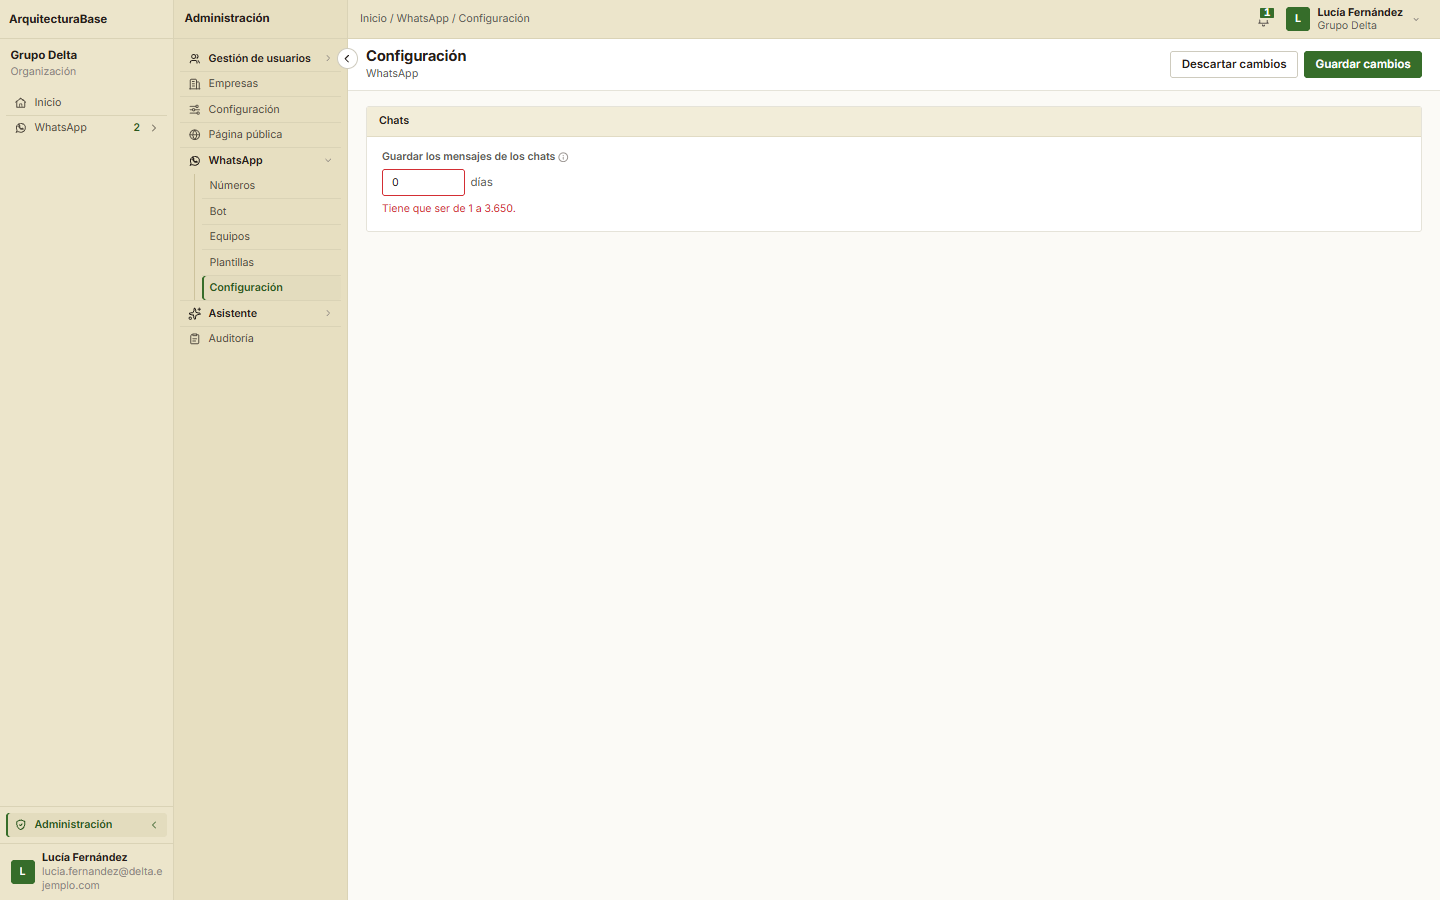 ArquitecturaBase
Grupo Delta
Organización
Inicio
WhatsApp 2
Administración
Lucía Fernández
lucia.fernandez@delta.e
jemplo.com
L
Administración
Gestión de usuarios
Empresas
Configuración
Página pública
WhatsApp
Números
Bot
Equipos
Plantillas
Configuración
Asistente
Auditoría
Inicio / WhatsApp / Configuración
1
L
Lucía Fernández
Grupo Delta
Configuración
WhatsApp
Descartar cambios
Guardar cambios
Chats
Guardar los mensajes de los chats
0 días
Tiene que ser de 1 a 3.650.